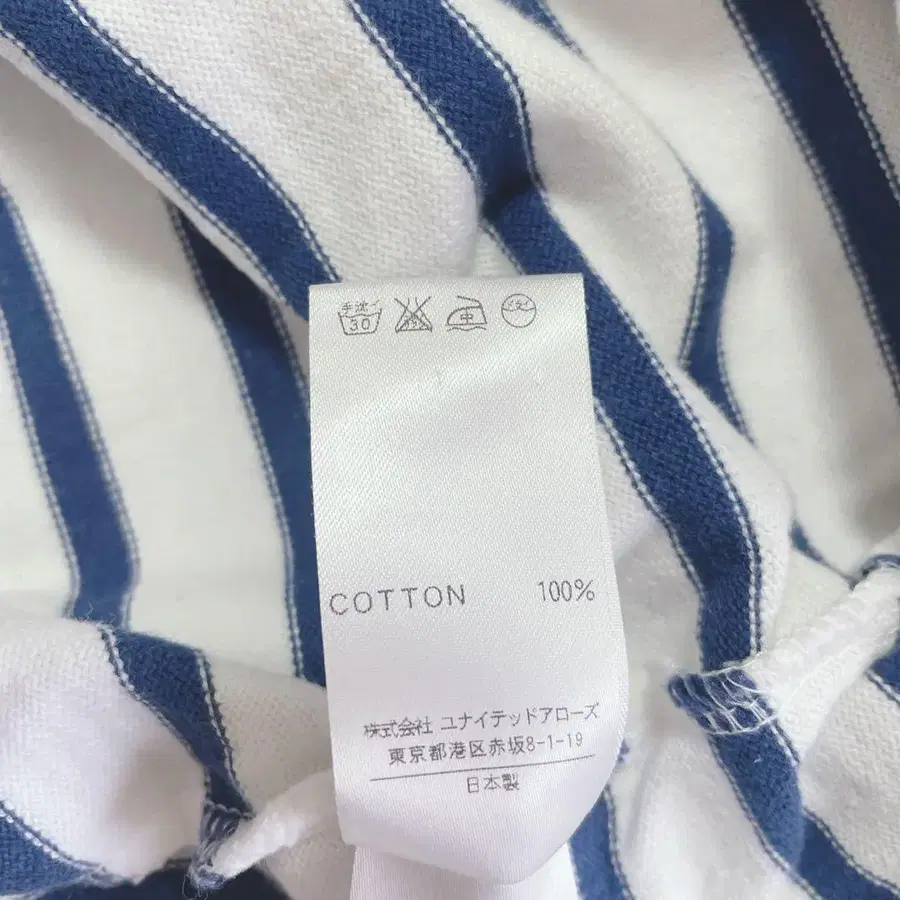 手洗イ
30
中
COTTON 100%
株式会社 ユナイテッドアローズ
東京都港区赤坂8-1-19
日本製